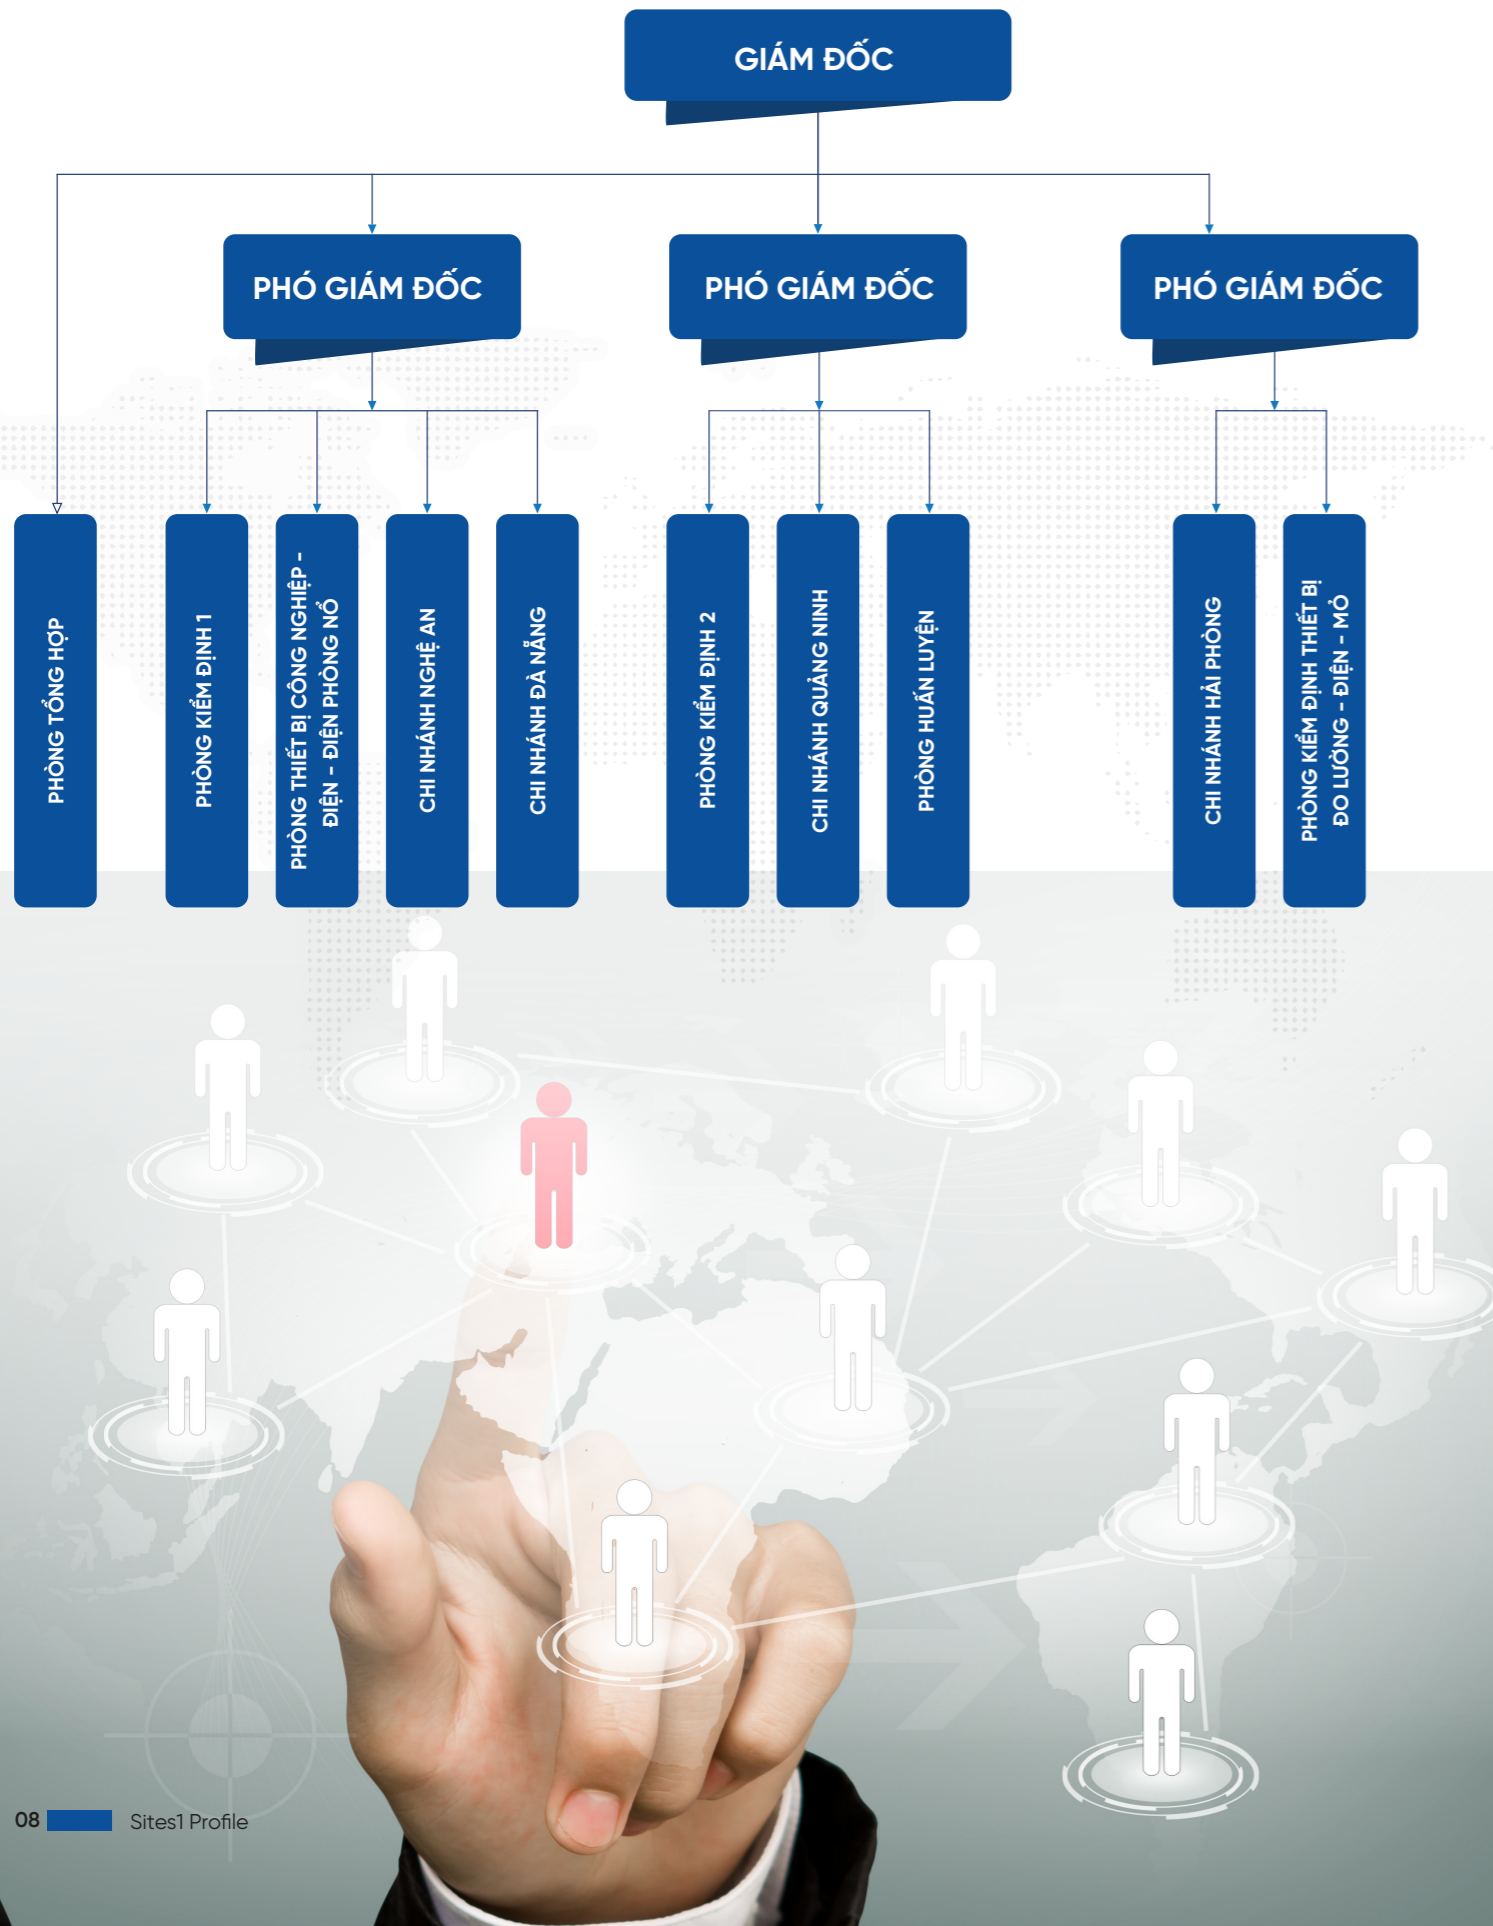 GIÁM ĐỐC
PHÓ GIÁM ĐỐC
PHÓ GIÁM ĐỐC
PHÓ GIÁM ĐỐC
PHÒNG TỔNG HỢP
PHÒNG KIỂM ĐỊNH 1
PHÒNG THIẾT BỊ CÔNG NGHIỆP -
ĐIỆN - ĐIỆN PHÒNG NỔ
CHI NHÁNH NGHỆ AN
CHI NHÁNH ĐÀ NẴNG
PHÒNG KIỂM ĐỊNH 2
CHI NHÁNH QUẢNG NINH
PHÒNG HUẤN LUYỆN
CHI NHÁNH HẢI PHÒNG
PHÒNG KIỂM ĐỊNH THIẾT BỊ
ĐO LƯỜNG - ĐIỆN - MỎ
08 Sites1 Profile